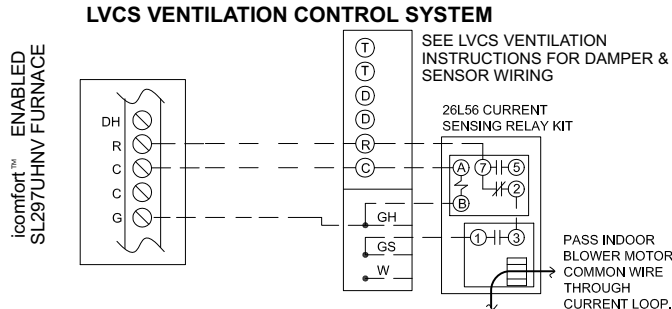 LVCS VENTILATION CONTROL SYSTEM
icomfort™ ENABLED
SL297UHNV FURNACE
DH
R
C
C
G
T
T
D
D
R
C
GH
GS
W
SEE LVCS VENTILATION
INSTRUCTIONS FOR DAMPER &
SENSOR WIRING
26L56 CURRENT
SENSING RELAY KIT
A
7
5
2
B
1
3
PASS INDOOR
BLOWER MOTOR
COMMON WIRE
THROUGH
CURRENT LOOP.